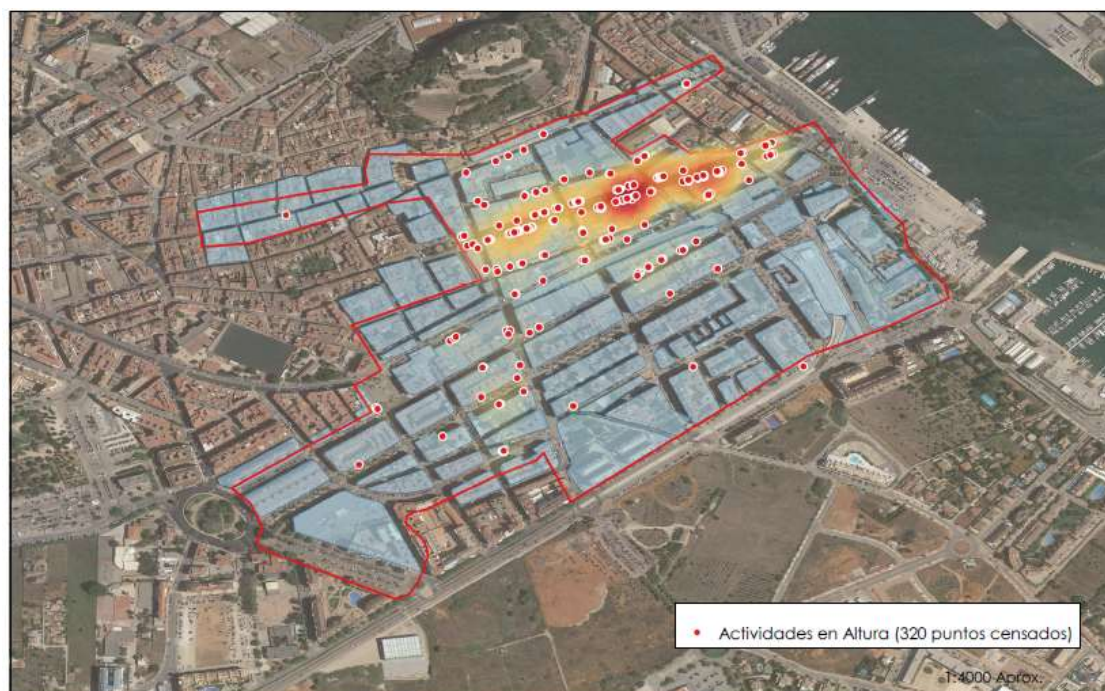 Actividades en Altura (320 puntos censados)
1:4000 Aprox.